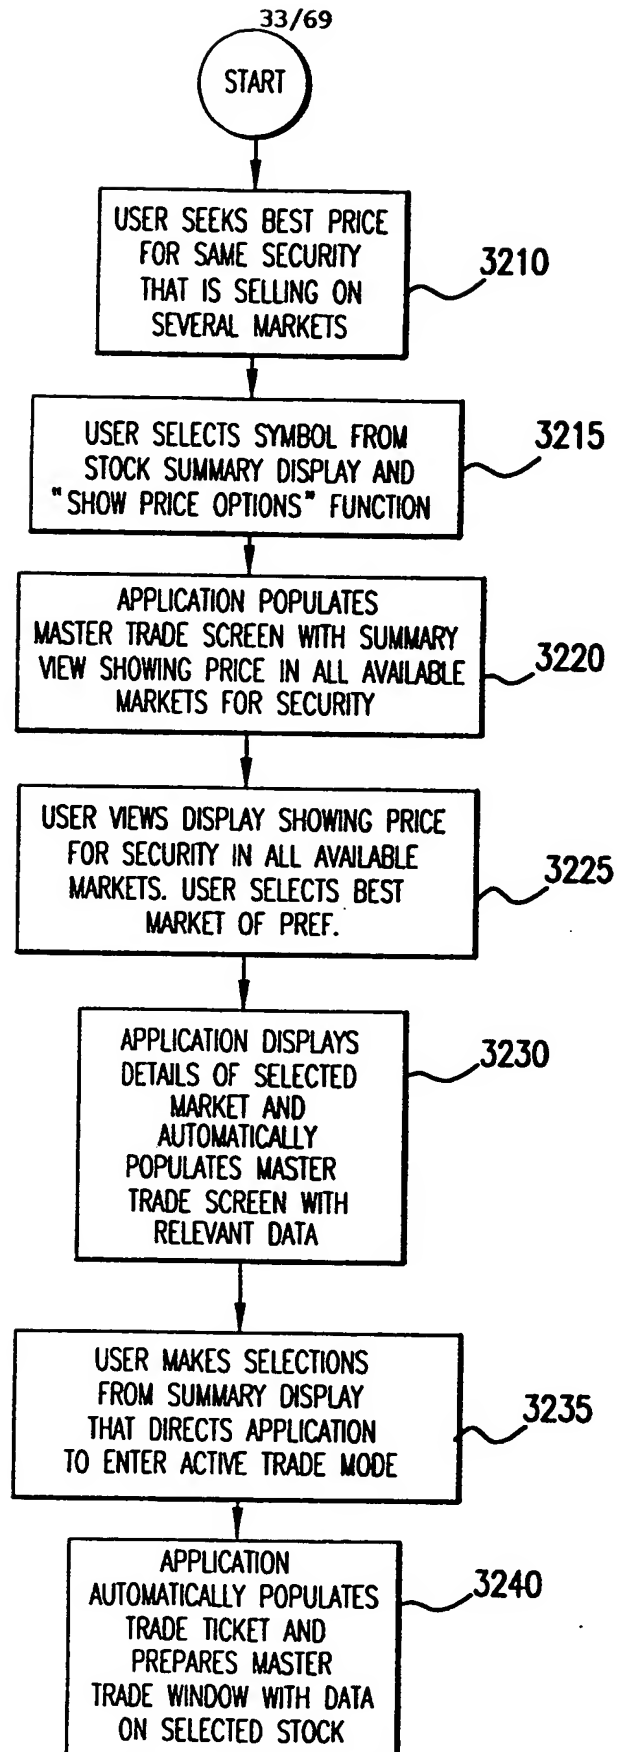 33/69
START
USER SEEKS BEST PRICE
FOR SAME SECURITY
THAT IS SELLING ON
SEVERAL MARKETS
3210
USER SELECTS SYMBOL FROM
STOCK SUMMARY DISPLAY AND
"SHOW PRICE OPTIONS" FUNCTION
3215
APPLICATION POPULATES
MASTER TRADE SCREEN WITH SUMMARY
VIEW SHOWING PRICE IN ALL AVAILABLE
MARKETS FOR SECURITY
3220
USER VIEWS DISPLAY SHOWING PRICE
FOR SECURITY IN ALL AVAILABLE
MARKETS. USER SELECTS BEST
MARKET OF PREF.
3225
APPLICATION DISPLAYS
DETAILS OF SELECTED
MARKET AND
AUTOMATICALLY
POPULATES MASTER
TRADE SCREEN WITH
RELEVANT DATA
3230
USER MAKES SELECTIONS
FROM SUMMARY DISPLAY
THAT DIRECTS APPLICATION
TO ENTER ACTIVE TRADE MODE
3235
APPLICATION
AUTOMATICALLY POPULATES
TRADE TICKET AND
PREPARES MASTER
TRADE WINDOW WITH DATA
ON SELECTED STOCK
3240